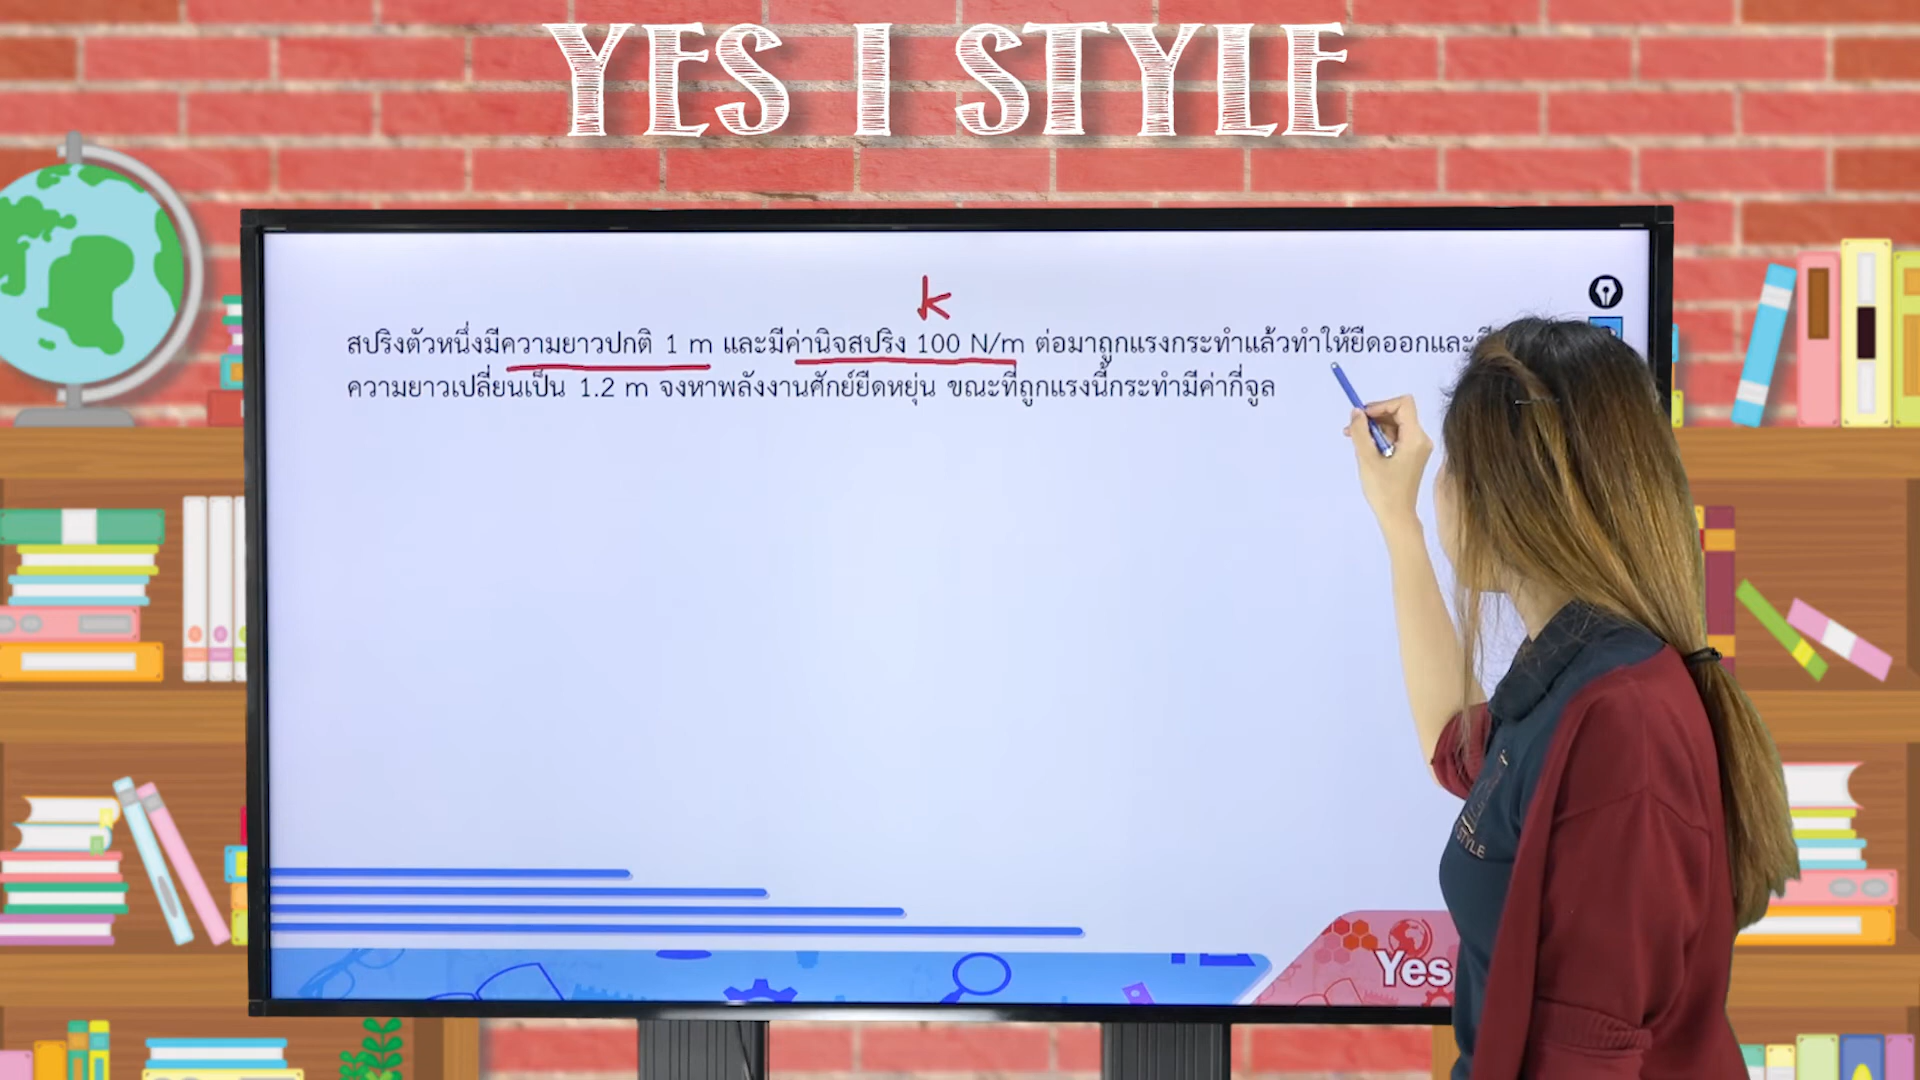 YES I STYLE
k
สปริงตัวหนึ่งมีความยาวปกติ 1 m และมีค่านิจสปริง 100 N/m ต่อมาถูกแรงกระทำแล้วทำให้ยืดออกและ
ความยาวเปลี่ยนเป็น 1.2 m จงหาพลังงานศักย์ยืดหยุ่น ขณะที่ถูกแรงนี้กระทำมีค่ากี่จูล
STYLE
Yes